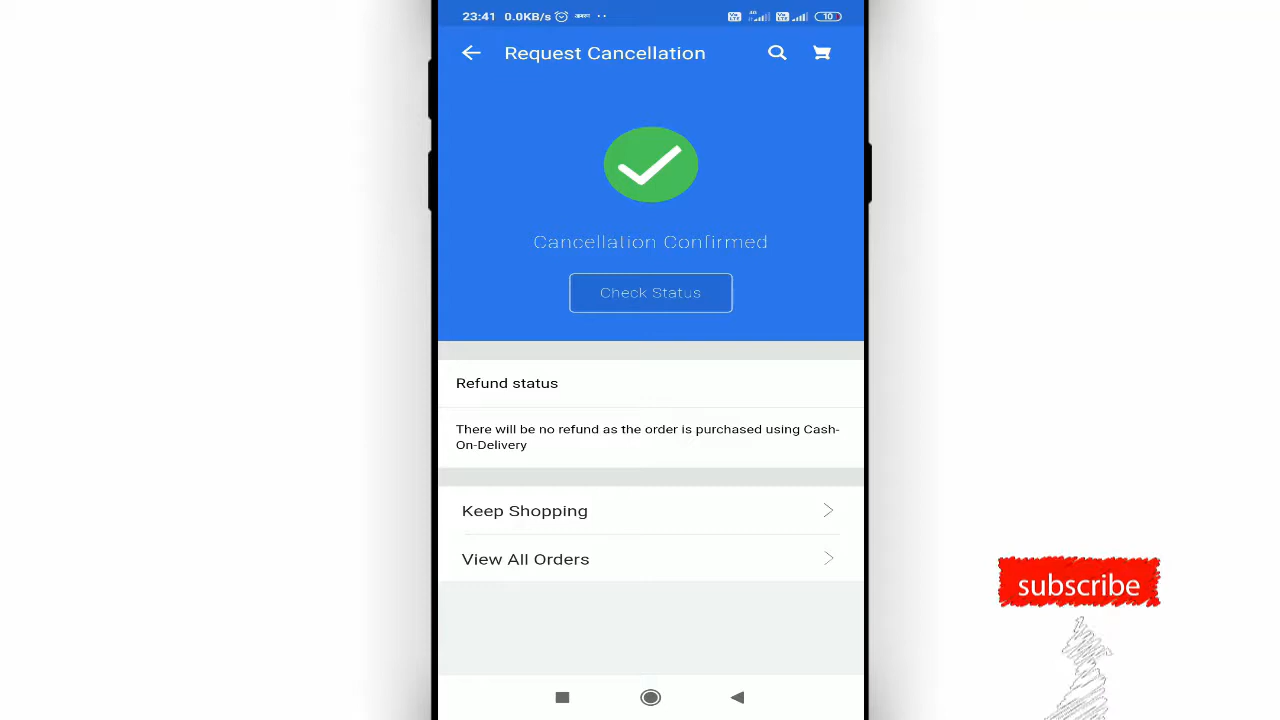 23:41 0.0KB/s
10
Request Cancellation
Cancellation Confirmed
Check Status
Refund status
There will be no refund as the order is purchased using Cash-
On-Delivery
Keep Shopping
View All Orders
subscribe